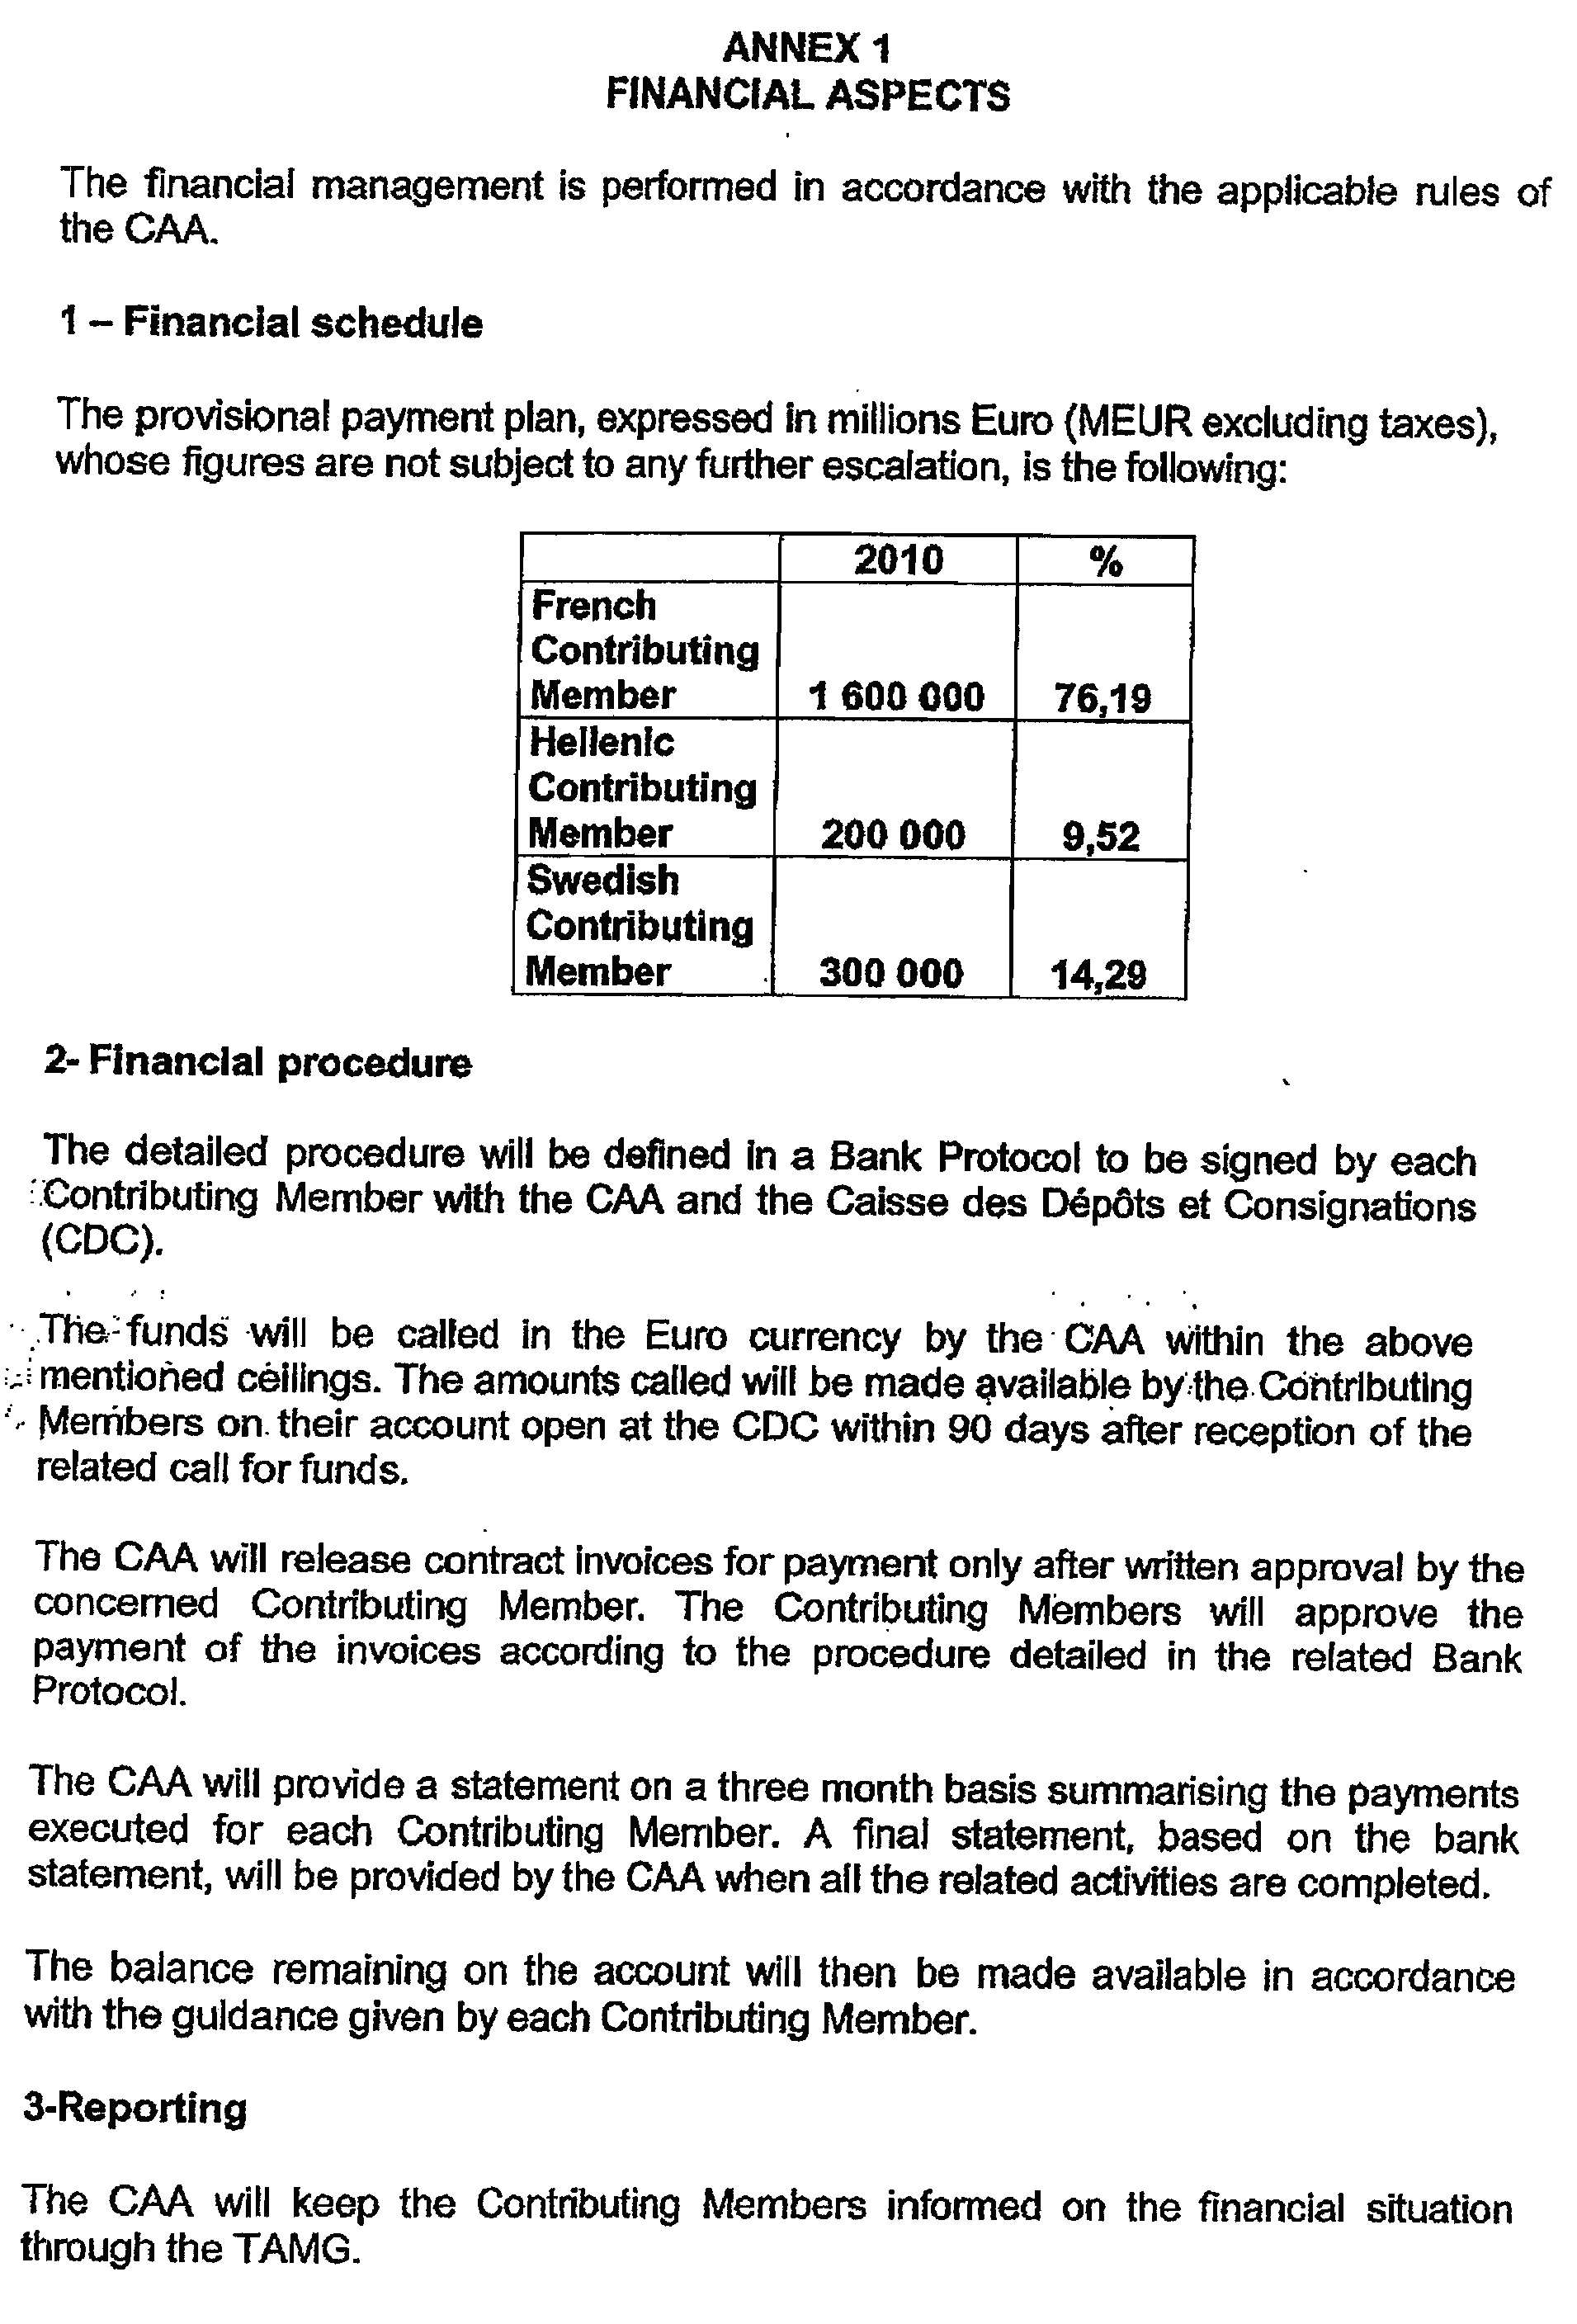 ANNEX 1
FINANCIAL ASPECTS
The financial management is performed in accordance with the applicable rules of
the CAA.
1 – Financial schedule
The provisional payment plan, expressed in millions Euro (MEUR excluding taxes),
whose figures are not subject to any further escalation, is the following:
2010 %
French
Contributing
Member 1 600 000 76,19
Hellenic
Contributing
Member 200 000 9,52
Swedish
Contributing
Member 300 000 14,29
2- Financial procedure
The detailed procedure will be defined in a Bank Protocol to be signed by each
Contributing Member with the CAA and the Caisse des Dépôts et Consignations
(CDC).
The funds will be called in the Euro currency by the CAA within the above
mentioned ceilings. The amounts called will be made available by the Contributing
Members on their account open at the CDC within 90 days after reception of the
related call for funds.
The CAA will release contract invoices for payment only after written approval by the
concerned Contributing Member. The Contributing Members will approve the
payment of the invoices according to the procedure detailed in the related Bank
Protocol.
The CAA will provide a statement on a three month basis summarising the payments
executed for each Contributing Member. A final statement, based on the bank
statement, will be provided by the CAA when all the related activities are completed.
The balance remaining on the account will then be made available in accordance
with the guidance given by each Contributing Member.
3-Reporting
The CAA will keep the Contributing Members informed on the financial situation
through the TAMG.